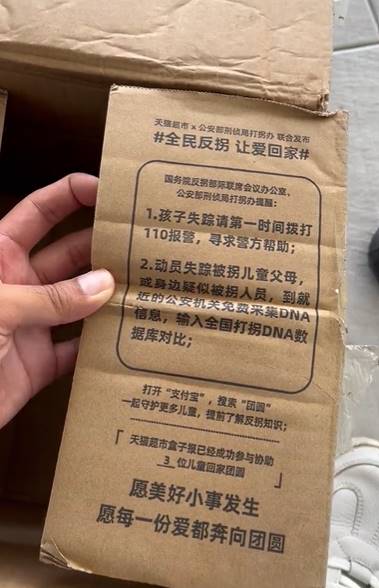 天猫超市 x 公安部刑侦局打拐办 联合发布
#全民反拐 让爱回家#
国务院反拐部际联席会议办公室、
公安部刑侦局打拐办提醒：
1.孩子失踪请第一时间拨打
110报警，寻求警方帮助；
2.动员失踪被拐儿童父母，
或身边疑似被拐人员，到就
近的公安机关免费采集DNA
信息，输入全国打拐DNA数
据库对比；
打开“支付宝”，搜索“团圆”
一起守护更多儿童，提前了解反拐知识；
「天猫超市盒子景已经成功参与协助
3 位儿童回家团圆」
愿美好小事发生
愿每一份爱都奔向团圆